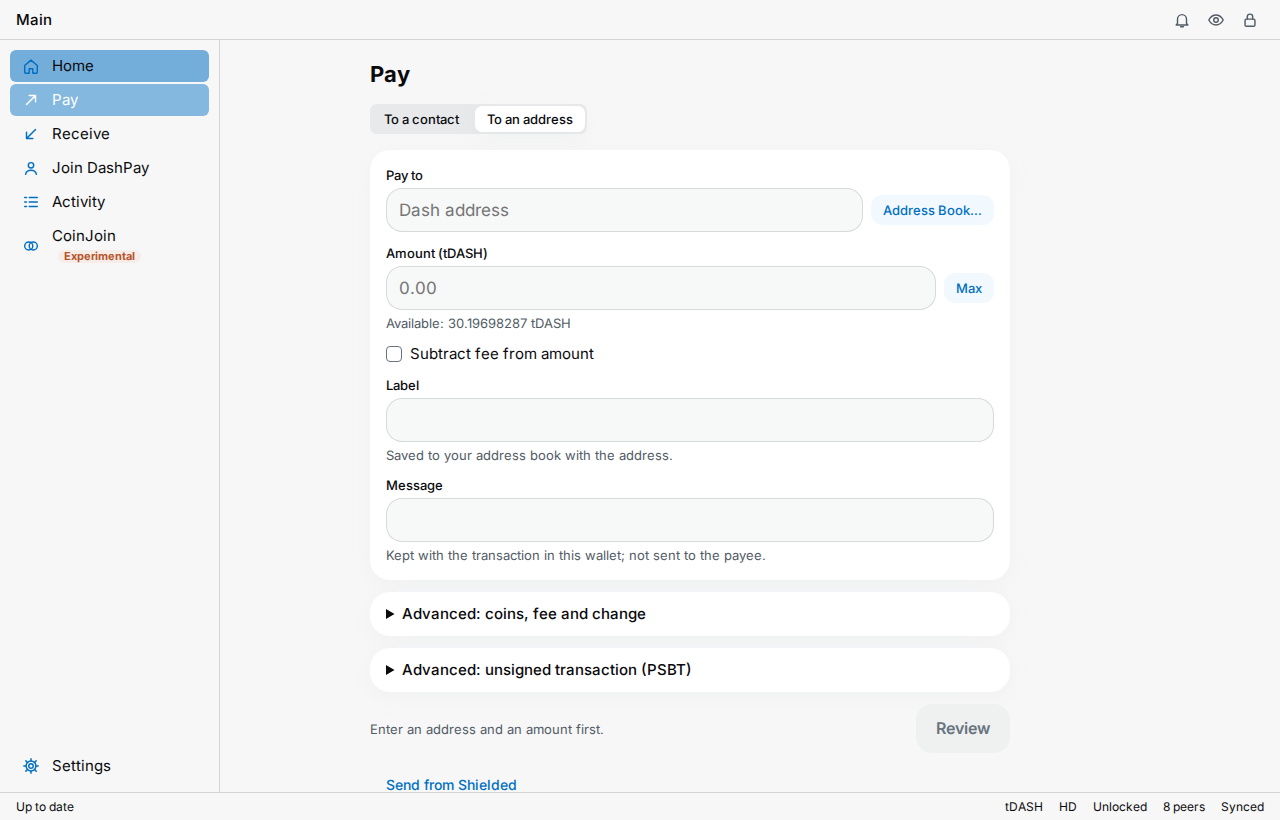 Main
Home
Pay
Receive
Join DashPay
Activity
CoinJoin
Experimental
Settings
Pay
To a contact
To an address
Pay to
Dash address
Address Book...
Amount (tDASH)
0.00
Max
Available: 30.19698287 tDASH
Subtract fee from amount
Label
Saved to your address book with the address.
Message
Kept with the transaction in this wallet; not sent to the payee.
Advanced: coins, fee and change
Advanced: unsigned transaction (PSBT)
Enter an address and an amount first.
Review
Send from Shielded
Up to date
tDASH HD Unlocked 8 peers Synced